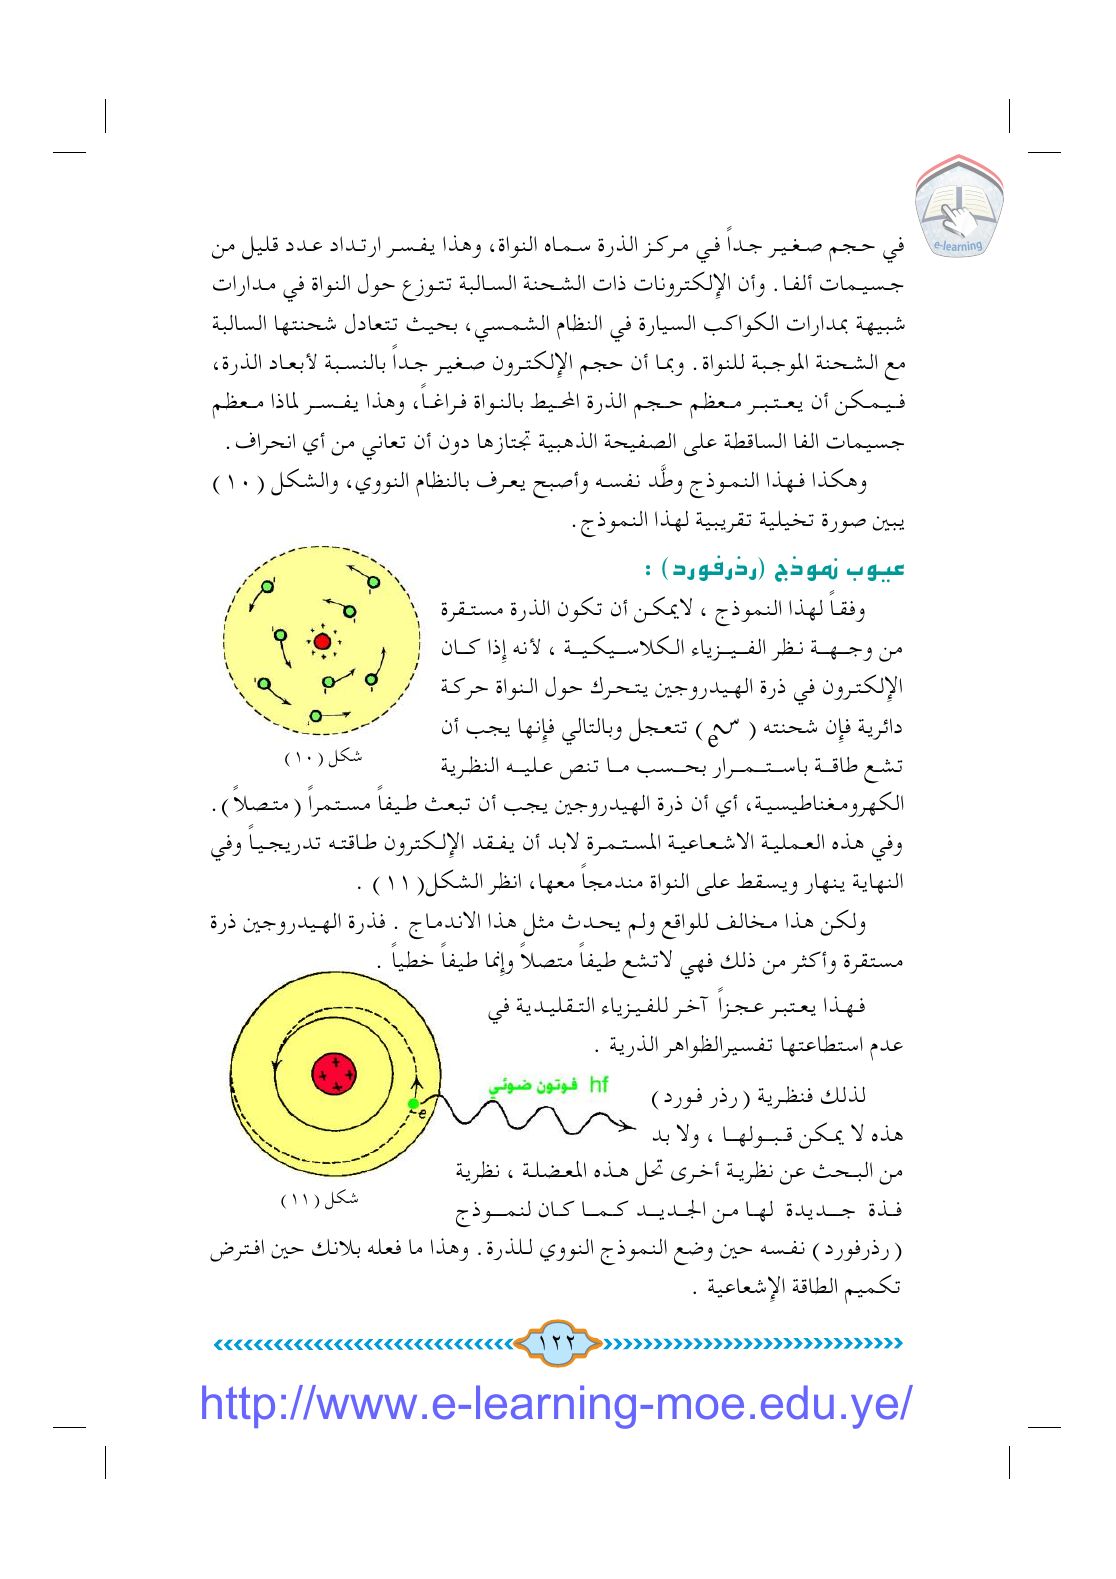 e-learning
في حجم صغير جداً في مركز الذرة سماه النواة، وهذا يفسر ارتداد عدد قليل من
جسيمات ألفا. وأن الإلكترونات ذات الشحنة السالبة تتوزع حول النواة في مدارات
شبيهة بمدارات الكواكب السيارة في النظام الشمسي، بحيث تتعادل شحنتها السالبة
مع الشحنة الموجبة للنواة. وبما أن حجم الإلكترون صغير جداً بالنسبة لأبعاد الذرة،
فيمكن أن يعتبر معظم حجم الذرة المحيط بالنواة فراغاً، وهذا يفسر لماذا معظم
جسيمات الفا الساقطة على الصفيحة الذهبية تجتازها دون أن تعاني من أي انحراف.
وهكذا فهذا النموذج وطَّد نفسه وأصبح يعرف بالنظام النووي، والشكل (١٠)
يبين صورة تخيلية تقريبية لهذا النموذج.
عيوب نموذج (رذرفورد) :
وفقاً لهذا النموذج ، لايمكن أن تكون الذرة مستقرة
من وجهة نظر الفيزياء الكلاسيكية ، لأنه إذا كان
الإلكترون في ذرة الهيدروجين يتحرك حول النواة حركة
دائرية فإن شحنته ( سہe ) تتعجل وبالتالي فإنها يجب أن
تشع طاقة باستمرار بحسب ما تنص عليه النظرية
شكل (١٠)
الكهرومغناطيسية، أي أن ذرة الهيدروجين يجب أن تبعث طيفاً مستمراً (متصلاً).
وفي هذه العملية الاشعاعية المستمرة لابد أن يفقد الإلكترون طاقته تدريجياً وفي
النهاية ينهار ويسقط على النواة مندمجاً معها، انظر الشكل(١١) .
ولكن هذا مخالف للواقع ولم يحدث مثل هذا الاندماج . فذرة الهيدروجين ذرة
مستقرة وأكثر من ذلك فهي لاتشع طيفاً متصلاً وإنما طيفاً خطياً .
فهذا يعتبر عجزاً آخر للفيزياء التقليدية في
عدم استطاعتها تفسيرالظواهر الذرية .
hf فوتون ضوئي
e
لذلك فنظرية (رذر فورد)
هذه لا يمكن قبولها ، ولا بد
من البحث عن نظرية أخرى تحل هذه المعضلة ، نظرية
فذة جديدة لها من الجديد كما كان لنموذج
شكل (١١)
(رذرفورد) نفسه حين وضع النموذج النووي للذرة. وهذا ما فعله بلانك حين افترض
تكميم الطاقة الإشعاعية .
١٢٢
http://www.e-learning-moe.edu.ye/